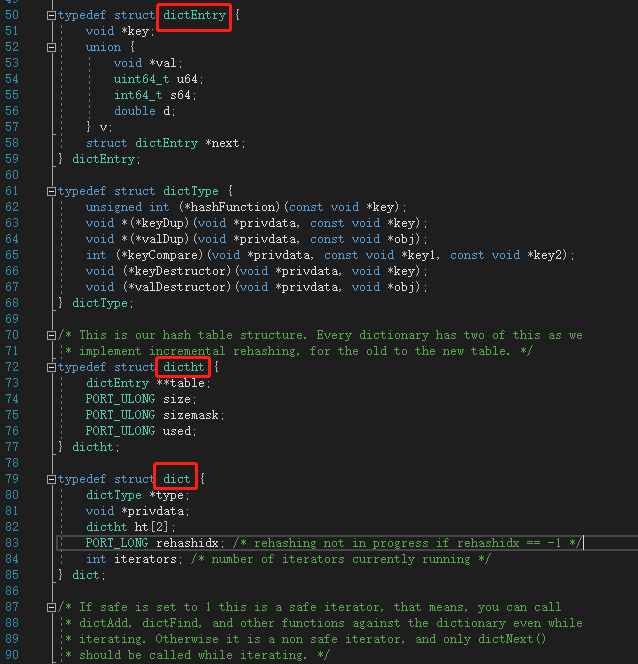 50 typedef struct dictEntry {
51 void *key;
52 union {
53 void *val;
54 uint64_t u64;
55 int64_t s64;
56 double d;
57 } v;
58 struct dictEntry *next;
59 } dictEntry;
60
61 typedef struct dictType {
62 unsigned int (*hashFunction)(const void *key);
63 void *(*keyDup)(void *privdata, const void *key);
64 void *(*valDup)(void *privdata, const void *obj);
65 int (*keyCompare)(void *privdata, const void *key1, const void *key2);
66 void (*keyDestructor)(void *privdata, void *key);
67 void (*valDestructor)(void *privdata, void *obj);
68 } dictType;
69
70 /* This is our hash table structure. Every dictionary has two of this as we
71 * implement incremental rehashing, for the old to the new table. */
72 typedef struct dictht {
73 dictEntry **table;
74 PORT_ULONG size;
75 PORT_ULONG sizemask;
76 PORT_ULONG used;
77 } dictht;
78
79 typedef struct dict {
80 dictType *type;
81 void *privdata;
82 dictht ht[2];
83 PORT_LONG rehashidx; /* rehashing not in progress if rehashidx == -1 */
84 int iterators; /* number of iterators currently running */
85 } dict;
86
87 /* If safe is set to 1 this is a safe iterator, that means, you can call
88 * dictAdd, dictFind, and other functions against the dictionary even while
89 * iterating. Otherwise it is a non safe iterator, and only dictNext()
90 * should be called while iterating. */